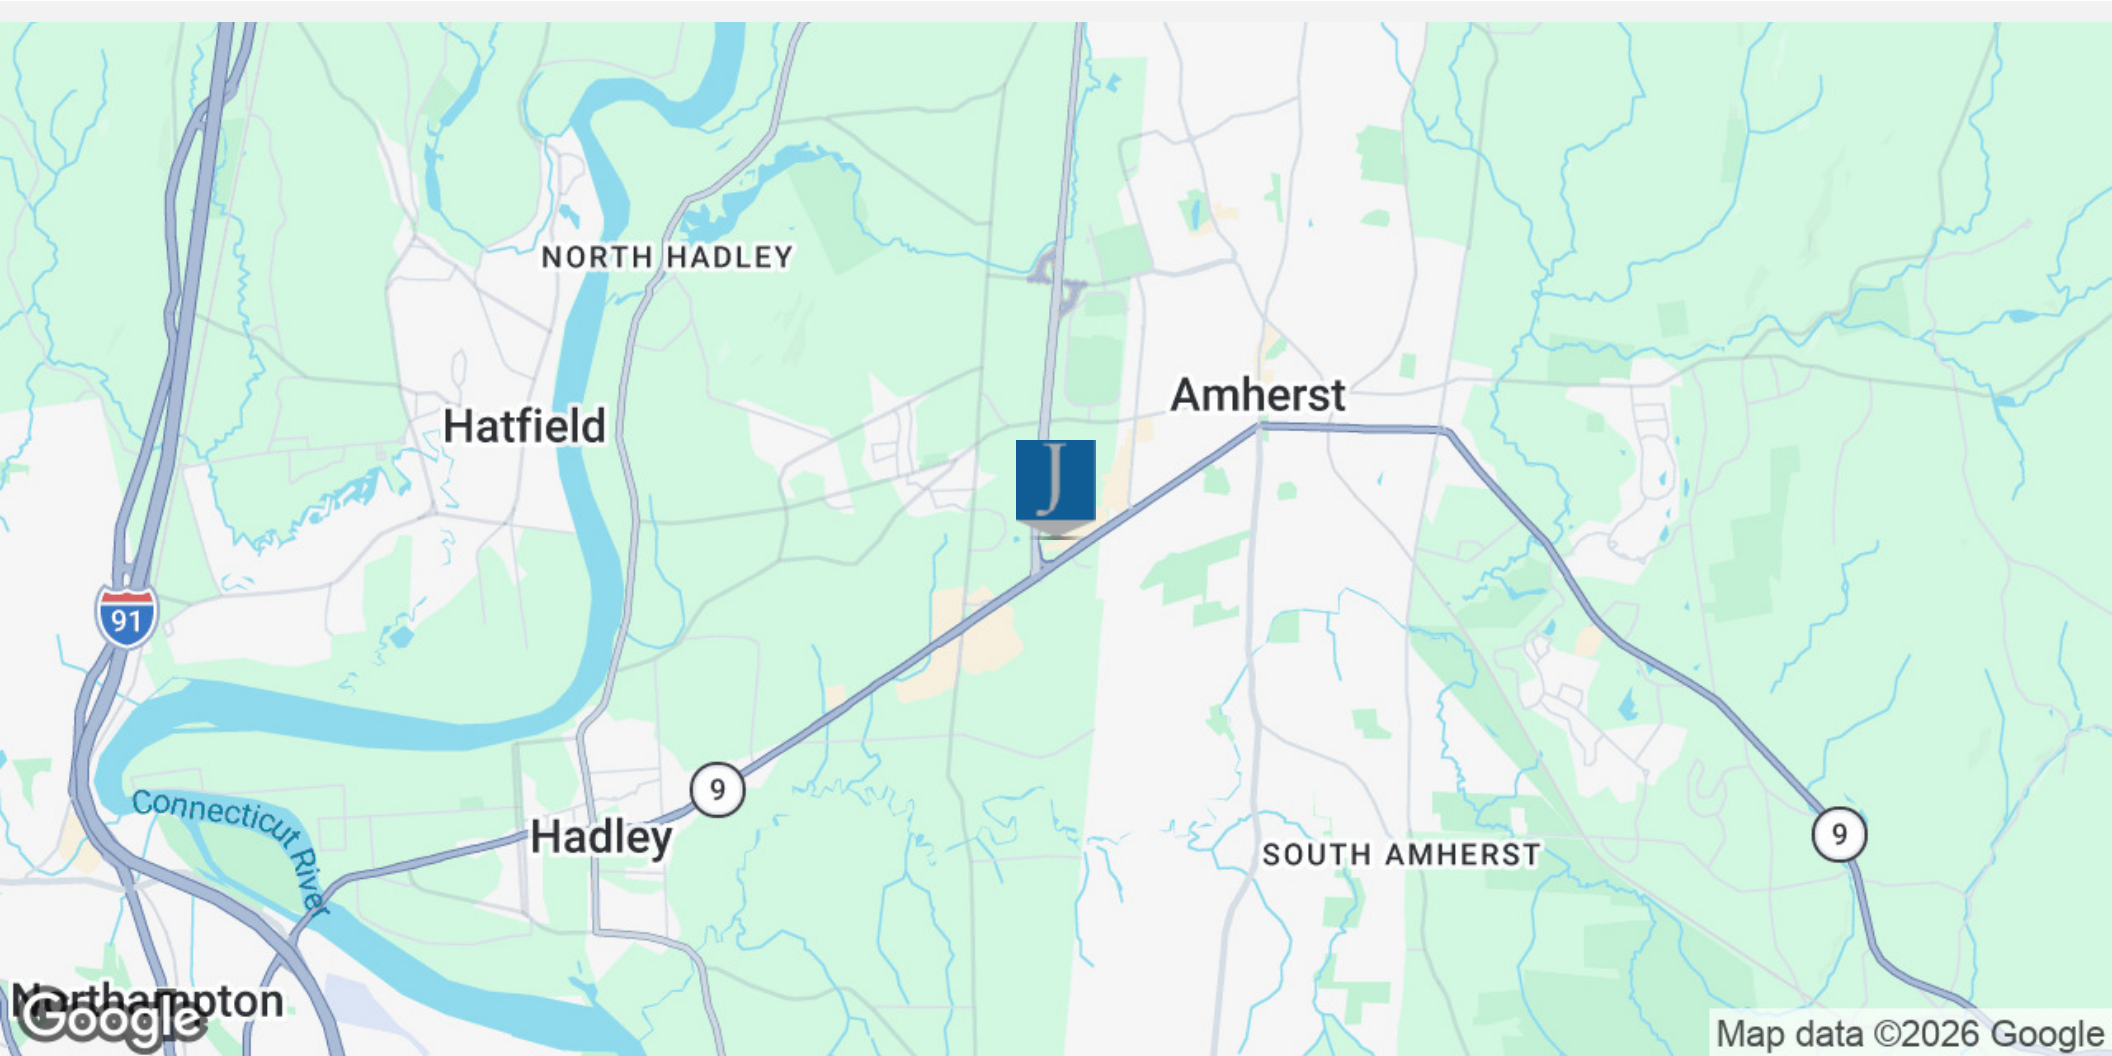 NORTH HADLEY
Amherst
Hatfield
J
91
9
Connecticut River
Hadley
9
SOUTH AMHERST
Northampton
Google
Map data ©2026 Google